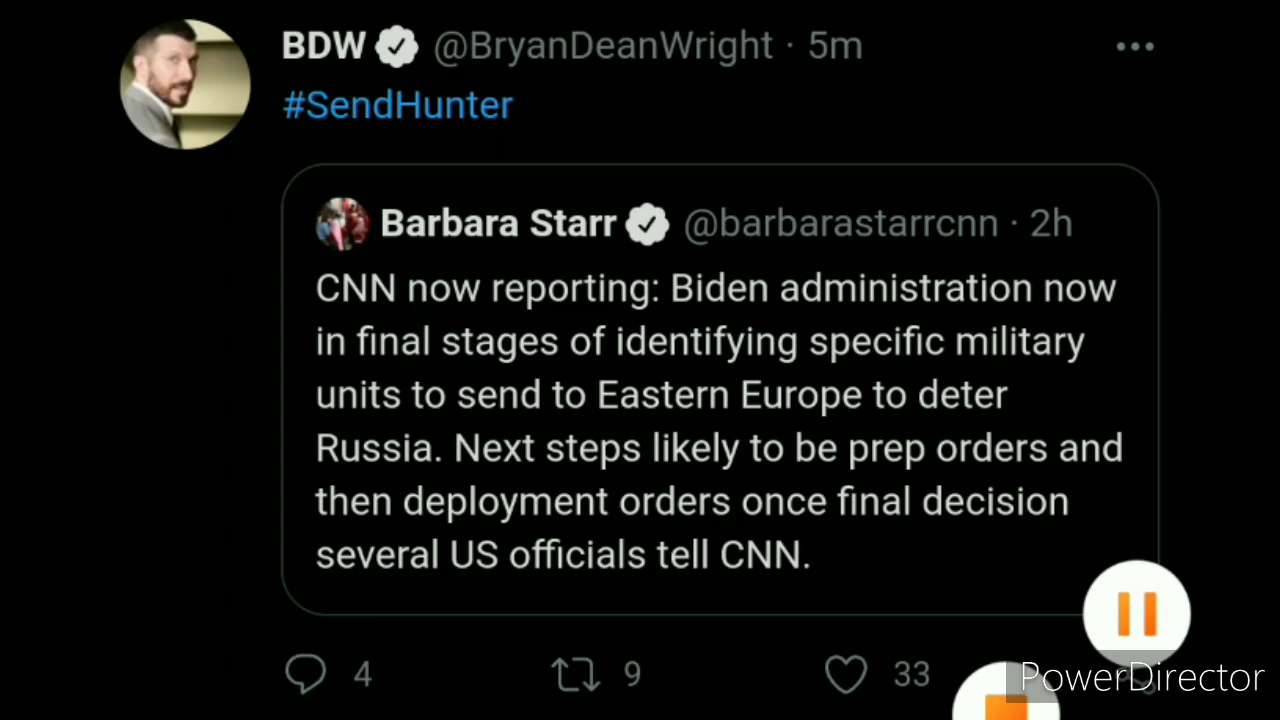 BDW @BryanDeanWright · 5m
#SendHunter
Barbara Starr @barbarastarrcnn · 2h
CNN now reporting: Biden administration now
in final stages of identifying specific military
units to send to Eastern Europe to deter
Russia. Next steps likely to be prep orders and
then deployment orders once final decision
several US officials tell CNN.
4 9 33
PowerDirector